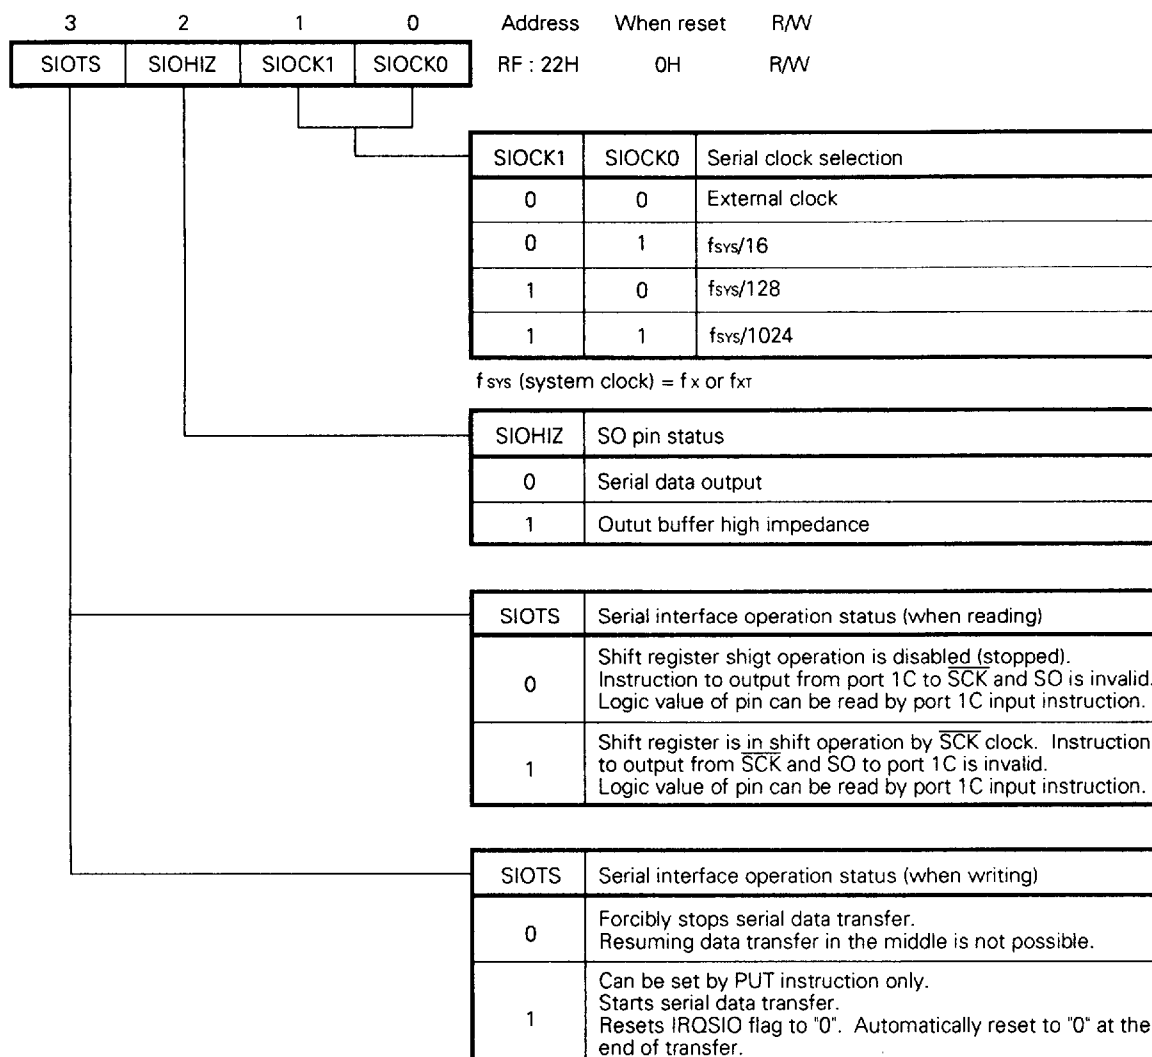 3 2 1 0 Address When reset R/W
SIOTS SIOHIZ SIOCK1 SIOCK0 RF : 22H 0H R/W
SIOCK1 SIOCK0 Serial clock selection
0 0 External clock
0 1 fSYS/16
1 0 fSYS/128
1 1 fSYS/1024
fSYS (system clock) = fX or fXT
SIOHIZ SO pin status
0 Serial data output
1 Outut buffer high impedance
SIOTS Serial interface operation status (when reading)
0 Shift register shigt operation is disabled (stopped).
Instruction to output from port 1C to SCK and SO is invalid.
Logic value of pin can be read by port 1C input instruction.
1 Shift register is in shift operation by SCK clock. Instruction
to output from SCK and SO to port 1C is invalid.
Logic value of pin can be read by port 1C input instruction.
SIOTS Serial interface operation status (when writing)
0 Forcibly stops serial data transfer.
Resuming data transfer in the middle is not possible.
1 Can be set by PUT instruction only.
Starts serial data transfer.
Resets IRQSIO flag to "0". Automatically reset to "0" at the
end of transfer.